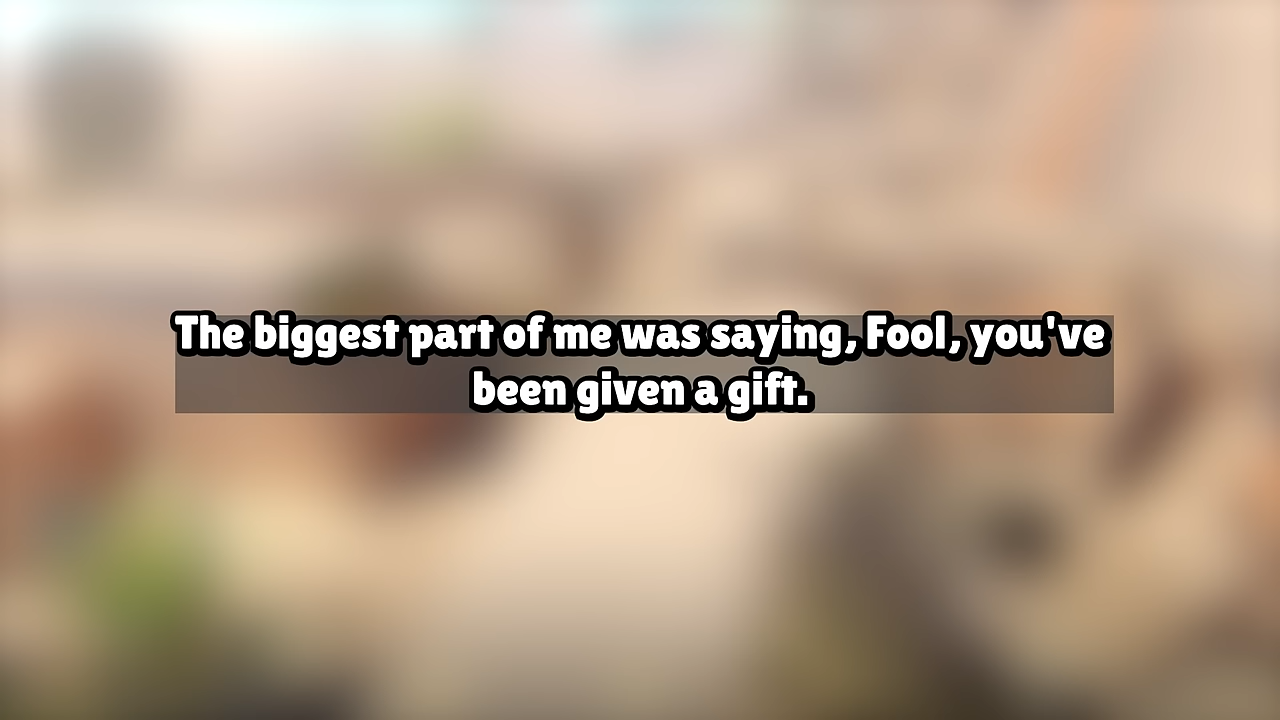 The biggest part of me was saying, Fool, you've
been given a gift.